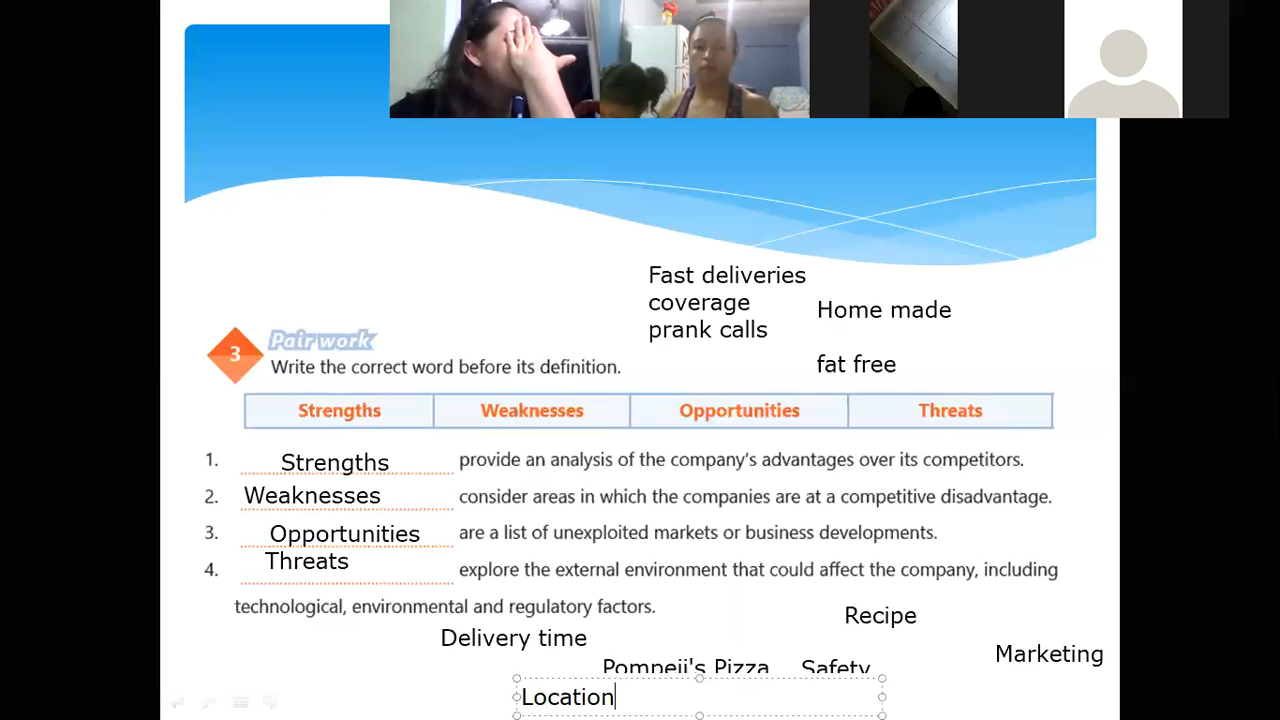 Fast deliveries
coverage
prank calls
Home made
fat free
3
Pair work
Write the correct word before its definition.
Strengths Weaknesses Opportunities Threats
1. Strengths provide an analysis of the company's advantages over its competitors.
2. Weaknesses consider areas in which the companies are at a competitive disadvantage.
3. Opportunities are a list of unexploited markets or business developments.
4. Threats explore the external environment that could affect the company, including
technological, environmental and regulatory factors.
Recipe
Delivery time
Marketing
Pompeii's Pizza Safety
Location